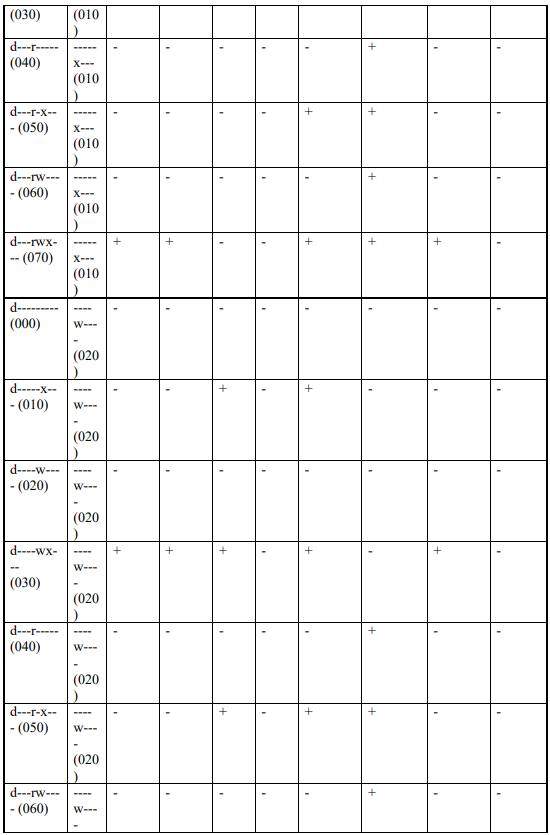 (030) (010
)
d---r----- ----- - - - - - + - -
(040) x---
(010
)
d---r-x-- ----- - - - - + + - -
- (050) x---
(010
)
d---rw--- ----- - - - - - + - -
- (060) x---
(010
)
d---rwx- ----- + + - - + + + -
-- (070) x---
(010
)
d--------- ---- - - - - - - - -
(000) w---
-
(020
)
d-----x-- ---- - - + - + - - -
- (010) w---
-
(020
)
d----w--- ---- - - - - - - - -
- (020) w---
-
(020
)
d----wx- ---- + + + - + - + -
-- w---
(030) -
(020
)
d---r----- ---- - - - - - + - -
(040) w---
-
(020
)
d---r-x-- ---- - - + - + + - -
- (050) w---
-
(020
)
d---rw--- ---- - - - - - + - -
- (060) w---
-